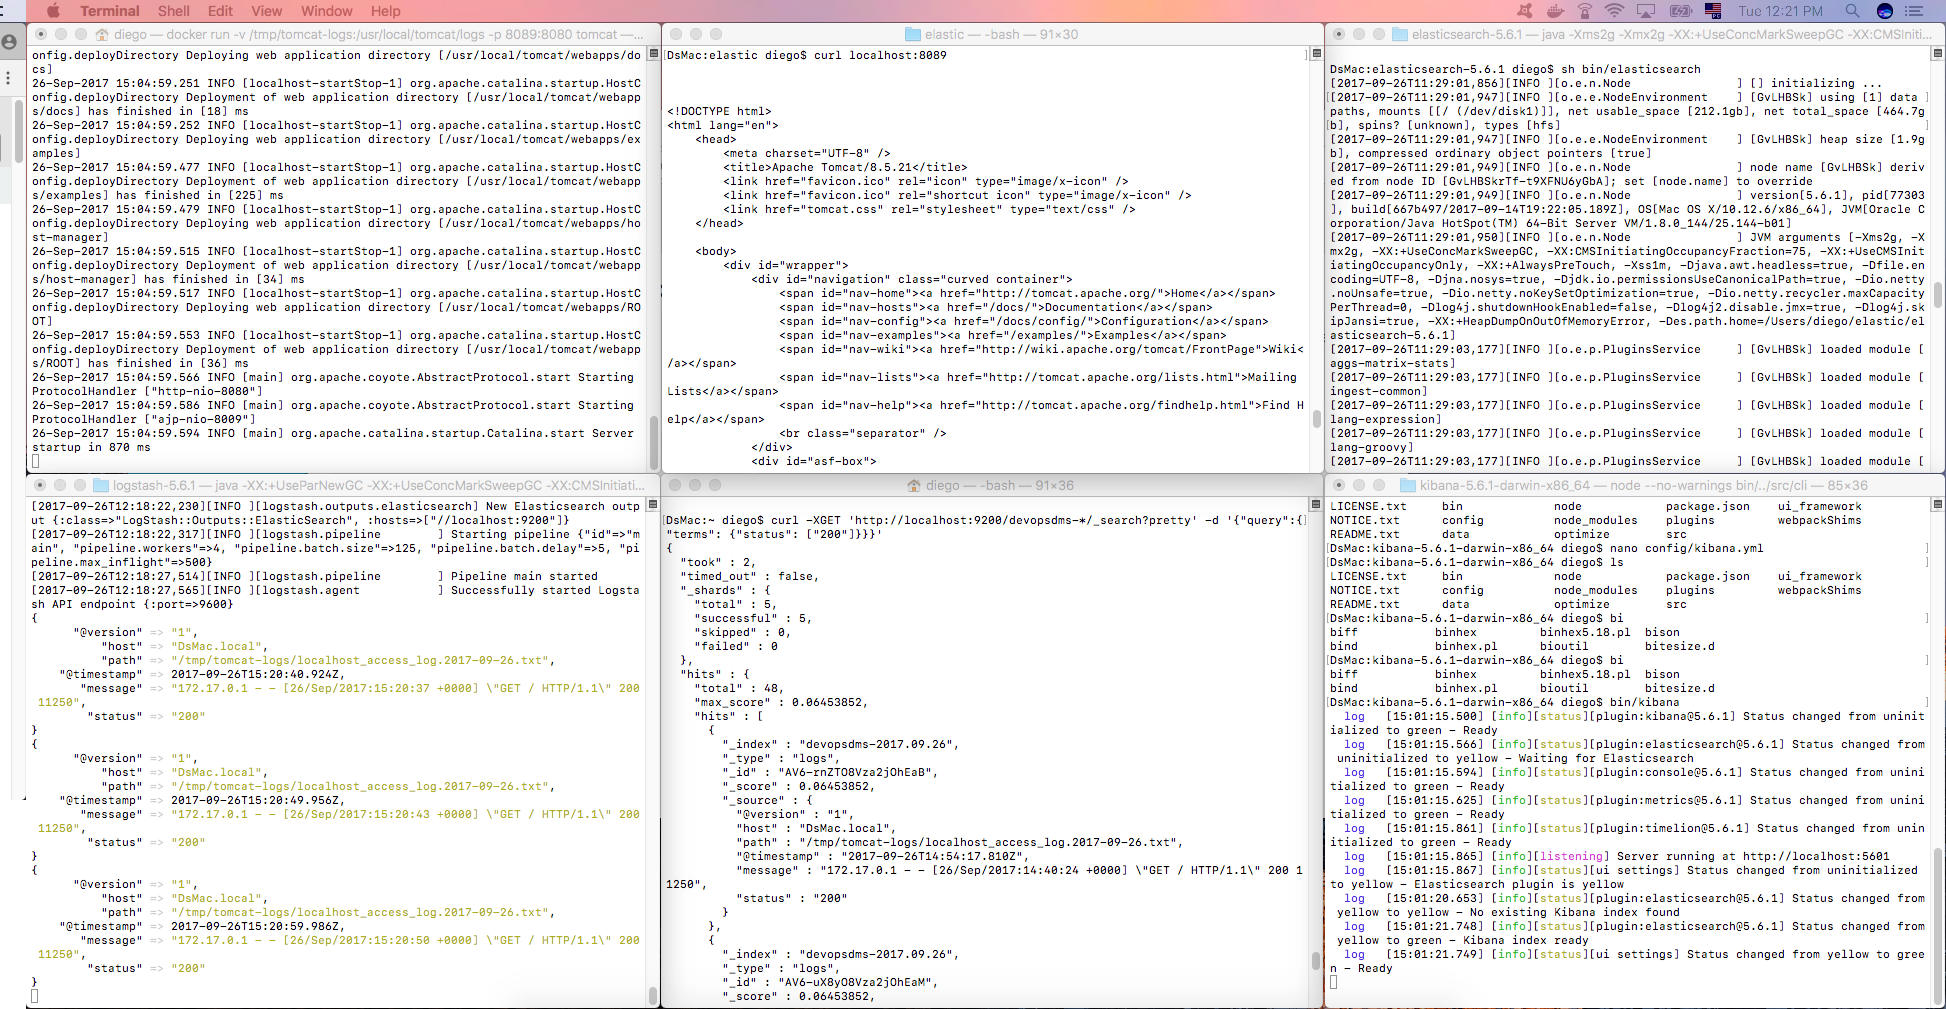 Terminal Shell Edit View Window Help
Tue 12:21 PM
diego — docker run -v /tmp/tomcat-logs:/usr/local/tomcat/logs -p 8089:8080 tomcat —...
onfig.deployDirectory Deploying web application directory [/usr/local/tomcat/webapps/do
cs]
26-Sep-2017 15:04:59.251 INFO [localhost-startStop-1] org.apache.catalina.startup.HostC
onfig.deployDirectory Deployment of web application directory [/usr/local/tomcat/webapp
s/docs] has finished in [18] ms
26-Sep-2017 15:04:59.252 INFO [localhost-startStop-1] org.apache.catalina.startup.HostC
onfig.deployDirectory Deploying web application directory [/usr/local/tomcat/webapps/ex
amples]
26-Sep-2017 15:04:59.477 INFO [localhost-startStop-1] org.apache.catalina.startup.HostC
onfig.deployDirectory Deployment of web application directory [/usr/local/tomcat/webapp
s/examples] has finished in [225] ms
26-Sep-2017 15:04:59.479 INFO [localhost-startStop-1] org.apache.catalina.startup.HostC
onfig.deployDirectory Deploying web application directory [/usr/local/tomcat/webapps/ho
st-manager]
26-Sep-2017 15:04:59.515 INFO [localhost-startStop-1] org.apache.catalina.startup.HostC
onfig.deployDirectory Deployment of web application directory [/usr/local/tomcat/webapp
s/host-manager] has finished in [34] ms
26-Sep-2017 15:04:59.517 INFO [localhost-startStop-1] org.apache.catalina.startup.HostC
onfig.deployDirectory Deploying web application directory [/usr/local/tomcat/webapps/RO
OT]
26-Sep-2017 15:04:59.553 INFO [localhost-startStop-1] org.apache.catalina.startup.HostC
onfig.deployDirectory Deployment of web application directory [/usr/local/tomcat/webapp
s/ROOT] has finished in [36] ms
26-Sep-2017 15:04:59.566 INFO [main] org.apache.coyote.AbstractProtocol.start Starting
ProtocolHandler ["http-nio-8080"]
26-Sep-2017 15:04:59.586 INFO [main] org.apache.coyote.AbstractProtocol.start Starting
ProtocolHandler ["ajp-nio-8009"]
26-Sep-2017 15:04:59.594 INFO [main] org.apache.catalina.startup.Catalina.start Server
startup in 870 ms
elastic — -bash — 91×30
[DsMac:elastic diego$ curl localhost:8089 ]
<!DOCTYPE html>
<html lang="en">
    <head>
        <meta charset="UTF-8" />
        <title>Apache Tomcat/8.5.21</title>
        <link href="favicon.ico" rel="icon" type="image/x-icon" />
        <link href="favicon.ico" rel="shortcut icon" type="image/x-icon" />
        <link href="tomcat.css" rel="stylesheet" type="text/css" />
    </head>
    <body>
        <div id="wrapper">
            <div id="navigation" class="curved container">
                <span id="nav-home"><a href="http://tomcat.apache.org/">Home</a></span>
                <span id="nav-hosts"><a href="/docs/">Documentation</a></span>
                <span id="nav-config"><a href="/docs/config/">Configuration</a></span>
                <span id="nav-examples"><a href="/examples/">Examples</a></span>
                <span id="nav-wiki"><a href="http://wiki.apache.org/tomcat/FrontPage">Wiki<
/a></span>
                <span id="nav-lists"><a href="http://tomcat.apache.org/lists.html">Mailing
Lists</a></span>
                <span id="nav-help"><a href="http://tomcat.apache.org/findhelp.html">Find H
elp</a></span>
                <br class="separator" />
            </div>
            <div id="asf-box">
elasticsearch-5.6.1 — java -Xms2g -Xmx2g -XX:+UseConcMarkSweepGC -XX:CMSIniti...
DsMac:elasticsearch-5.6.1 diego$ sh bin/elasticsearch
[2017-09-26T11:29:01,856][INFO ][o.e.n.Node               ] [] initializing ...
[2017-09-26T11:29:01,947][INFO ][o.e.e.NodeEnvironment    ] [GvLHBSk] using [1] data
paths, mounts [[/ (/dev/disk1)]], net usable_space [212.1gb], net total_space [464.7g
b], spins? [unknown], types [hfs]
[2017-09-26T11:29:01,947][INFO ][o.e.e.NodeEnvironment    ] [GvLHBSk] heap size [1.9g
b], compressed ordinary object pointers [true]
[2017-09-26T11:29:01,949][INFO ][o.e.n.Node               ] node name [GvLHBSk] deriv
ed from node ID [GvLHBSkrTf-t9XFNU6yGbA]; set [node.name] to override
[2017-09-26T11:29:01,949][INFO ][o.e.n.Node               ] version[5.6.1], pid[77303
], build[667b497/2017-09-14T19:22:05.189Z], OS[Mac OS X/10.12.6/x86_64], JVM[Oracle C
orporation/Java HotSpot(TM) 64-Bit Server VM/1.8.0_144/25.144-b01]
[2017-09-26T11:29:01,950][INFO ][o.e.n.Node               ] JVM arguments [-Xms2g, -X
mx2g, -XX:+UseConcMarkSweepGC, -XX:CMSInitiatingOccupancyFraction=75, -XX:+UseCMSInit
iatingOccupancyOnly, -XX:+AlwaysPreTouch, -Xss1m, -Djava.awt.headless=true, -Dfile.en
coding=UTF-8, -Djna.nosys=true, -Djdk.io.permissionsUseCanonicalPath=true, -Dio.netty
.noUnsafe=true, -Dio.netty.noKeySetOptimization=true, -Dio.netty.recycler.maxCapacity
PerThread=0, -Dlog4j.shutdownHookEnabled=false, -Dlog4j2.disable.jmx=true, -Dlog4j.sk
ipJansi=true, -XX:+HeapDumpOnOutOfMemoryError, -Des.path.home=/Users/diego/elastic/el
asticsearch-5.6.1]
[2017-09-26T11:29:03,177][INFO ][o.e.p.PluginsService     ] [GvLHBSk] loaded module [
aggs-matrix-stats]
[2017-09-26T11:29:03,177][INFO ][o.e.p.PluginsService     ] [GvLHBSk] loaded module [
ingest-common]
[2017-09-26T11:29:03,177][INFO ][o.e.p.PluginsService     ] [GvLHBSk] loaded module [
lang-expression]
[2017-09-26T11:29:03,177][INFO ][o.e.p.PluginsService     ] [GvLHBSk] loaded module [
lang-groovy]
[2017-09-26T11:29:03,177][INFO ][o.e.p.PluginsService     ] [GvLHBSk] loaded module [
logstash-5.6.1 — java -XX:+UseParNewGC -XX:+UseConcMarkSweepGC -XX:CMSInitiati...
[2017-09-26T12:18:22,230][INFO ][logstash.outputs.elasticsearch] New Elasticsearch outp
ut {:class=>"LogStash::Outputs::ElasticSearch", :hosts=>["//localhost:9200"]}
[2017-09-26T12:18:22,317][INFO ][logstash.pipeline        ] Starting pipeline {"id"=>"m
ain", "pipeline.workers"=>4, "pipeline.batch.size"=>125, "pipeline.batch.delay"=>5, "pi
peline.max_inflight"=>500}
[2017-09-26T12:18:27,514][INFO ][logstash.pipeline        ] Pipeline main started
[2017-09-26T12:18:27,565][INFO ][logstash.agent           ] Successfully started Logsta
sh API endpoint {:port=>9600}
{
      "@version" => "1",
          "host" => "DsMac.local",
          "path" => "/tmp/tomcat-logs/localhost_access_log.2017-09-26.txt",
    "@timestamp" => 2017-09-26T15:20:40.924Z,
       "message" => "172.17.0.1 - - [26/Sep/2017:15:20:37 +0000] \"GET / HTTP/1.1\" 200
 11250",
        "status" => "200"
}
{
      "@version" => "1",
          "host" => "DsMac.local",
          "path" => "/tmp/tomcat-logs/localhost_access_log.2017-09-26.txt",
    "@timestamp" => 2017-09-26T15:20:49.956Z,
       "message" => "172.17.0.1 - - [26/Sep/2017:15:20:43 +0000] \"GET / HTTP/1.1\" 200
 11250",
        "status" => "200"
}
{
      "@version" => "1",
          "host" => "DsMac.local",
          "path" => "/tmp/tomcat-logs/localhost_access_log.2017-09-26.txt",
    "@timestamp" => 2017-09-26T15:20:59.986Z,
       "message" => "172.17.0.1 - - [26/Sep/2017:15:20:50 +0000] \"GET / HTTP/1.1\" 200
 11250",
        "status" => "200"
}
diego — -bash — 91×36
[DsMac:~ diego$ curl -XGET 'http://localhost:9200/devopsdms-*/_search?pretty' -d '{"query":{]
"terms": {"status": ["200"]}}}'
{
  "took" : 2,
  "timed_out" : false,
  "_shards" : {
    "total" : 5,
    "successful" : 5,
    "skipped" : 0,
    "failed" : 0
  },
  "hits" : {
    "total" : 48,
    "max_score" : 0.06453852,
    "hits" : [
      {
        "_index" : "devopsdms-2017.09.26",
        "_type" : "logs",
        "_id" : "AV6-rnZTO8Vza2jOhEaB",
        "_score" : 0.06453852,
        "_source" : {
          "@version" : "1",
          "host" : "DsMac.local",
          "path" : "/tmp/tomcat-logs/localhost_access_log.2017-09-26.txt",
          "@timestamp" : "2017-09-26T14:54:17.810Z",
          "message" : "172.17.0.1 - - [26/Sep/2017:14:40:24 +0000] \"GET / HTTP/1.1\" 200 1
1250",
          "status" : "200"
        }
      },
      {
        "_index" : "devopsdms-2017.09.26",
        "_type" : "logs",
        "_id" : "AV6-uX8yO8Vza2jOhEaM",
        "_score" : 0.06453852,
kibana-5.6.1-darwin-x86_64 — node --no-warnings bin/../src/cli — 85×36
LICENSE.txt     bin             node            package.json    ui_framework
NOTICE.txt      config          node_modules    plugins         webpackShims
README.txt      data            optimize        src
[DsMac:kibana-5.6.1-darwin-x86_64 diego$ nano config/kibana.yml ]
[DsMac:kibana-5.6.1-darwin-x86_64 diego$ ls ]
LICENSE.txt     bin             node            package.json    ui_framework
NOTICE.txt      config          node_modules    plugins         webpackShims
README.txt      data            optimize        src
[DsMac:kibana-5.6.1-darwin-x86_64 diego$ bi ]
biff           binhex         binhex5.18.pl  bison
bind           binhex.pl      bioutil        bitesize.d
[DsMac:kibana-5.6.1-darwin-x86_64 diego$ bi ]
biff           binhex         binhex5.18.pl  bison
bind           binhex.pl      bioutil        bitesize.d
[DsMac:kibana-5.6.1-darwin-x86_64 diego$ bin/kibana ]
  log   [15:01:15.500] [info][status][plugin:kibana@5.6.1] Status changed from uninit
ialized to green - Ready
  log   [15:01:15.566] [info][status][plugin:elasticsearch@5.6.1] Status changed from
 uninitialized to yellow - Waiting for Elasticsearch
  log   [15:01:15.594] [info][status][plugin:console@5.6.1] Status changed from unini
tialized to green - Ready
  log   [15:01:15.625] [info][status][plugin:metrics@5.6.1] Status changed from unini
tialized to green - Ready
  log   [15:01:15.861] [info][status][plugin:timelion@5.6.1] Status changed from unin
itialized to green - Ready
  log   [15:01:15.865] [info][listening] Server running at http://localhost:5601
  log   [15:01:15.867] [info][status][ui settings] Status changed from uninitialized
to yellow - Elasticsearch plugin is yellow
  log   [15:01:20.653] [info][status][plugin:elasticsearch@5.6.1] Status changed from
 yellow to yellow - No existing Kibana index found
  log   [15:01:21.748] [info][status][plugin:elasticsearch@5.6.1] Status changed from
 yellow to green - Kibana index ready
  log   [15:01:21.749] [info][status][ui settings] Status changed from yellow to gree
n - Ready